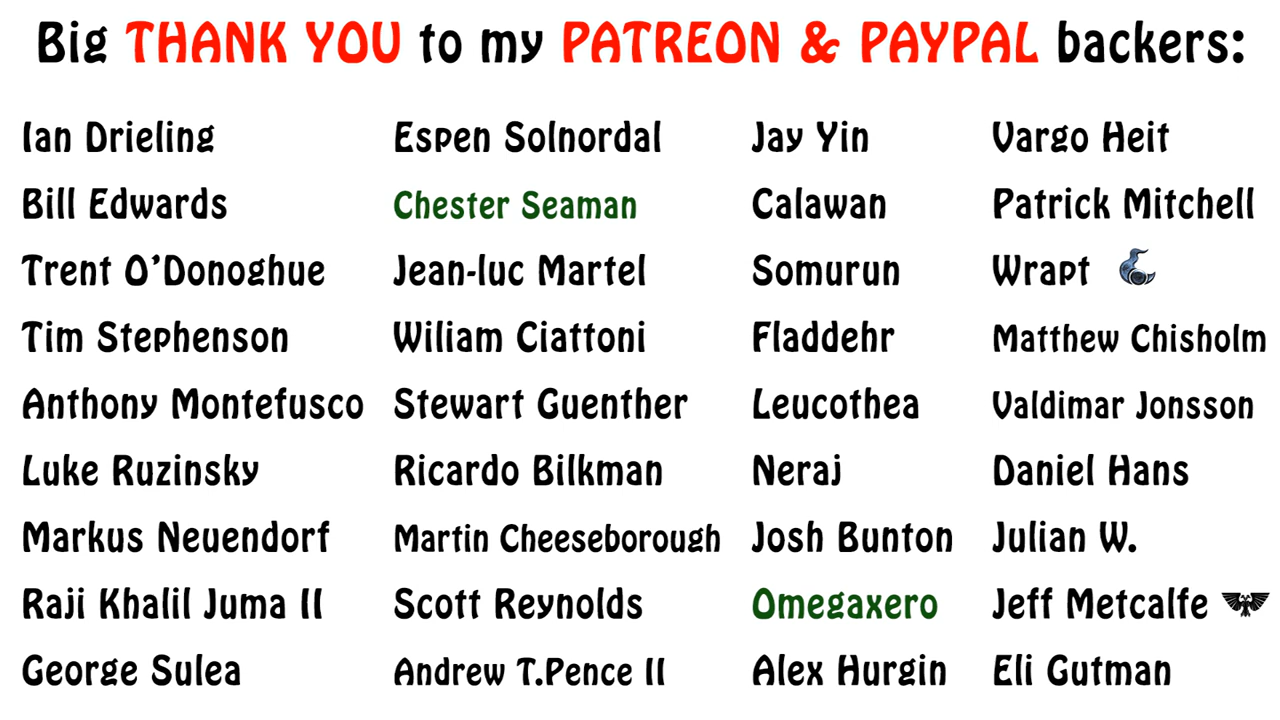 Big THANK YOU to my PATREON & PAYPAL backers:
Ian Drieling
Bill Edwards
Trent O’Donoghue
Tim Stephenson
Anthony Montefusco
Luke Ruzinsky
Markus Neuendorf
Raji Khalil Juma II
George Sulea
Espen Solnordal
Chester Seaman
Jean-luc Martel
Wiliam Ciattoni
Stewart Guenther
Ricardo Bilkman
Martin Cheeseborough
Scott Reynolds
Andrew T.Pence II
Jay Yin
Calawan
Somurun
Fladdehr
Leucothea
Neraj
Josh Bunton
Omegaxero
Alex Hurgin
Vargo Heit
Patrick Mitchell
Wrapt
Matthew Chisholm
Valdimar Jonsson
Daniel Hans
Julian W.
Jeff Metcalfe
Eli Gutman